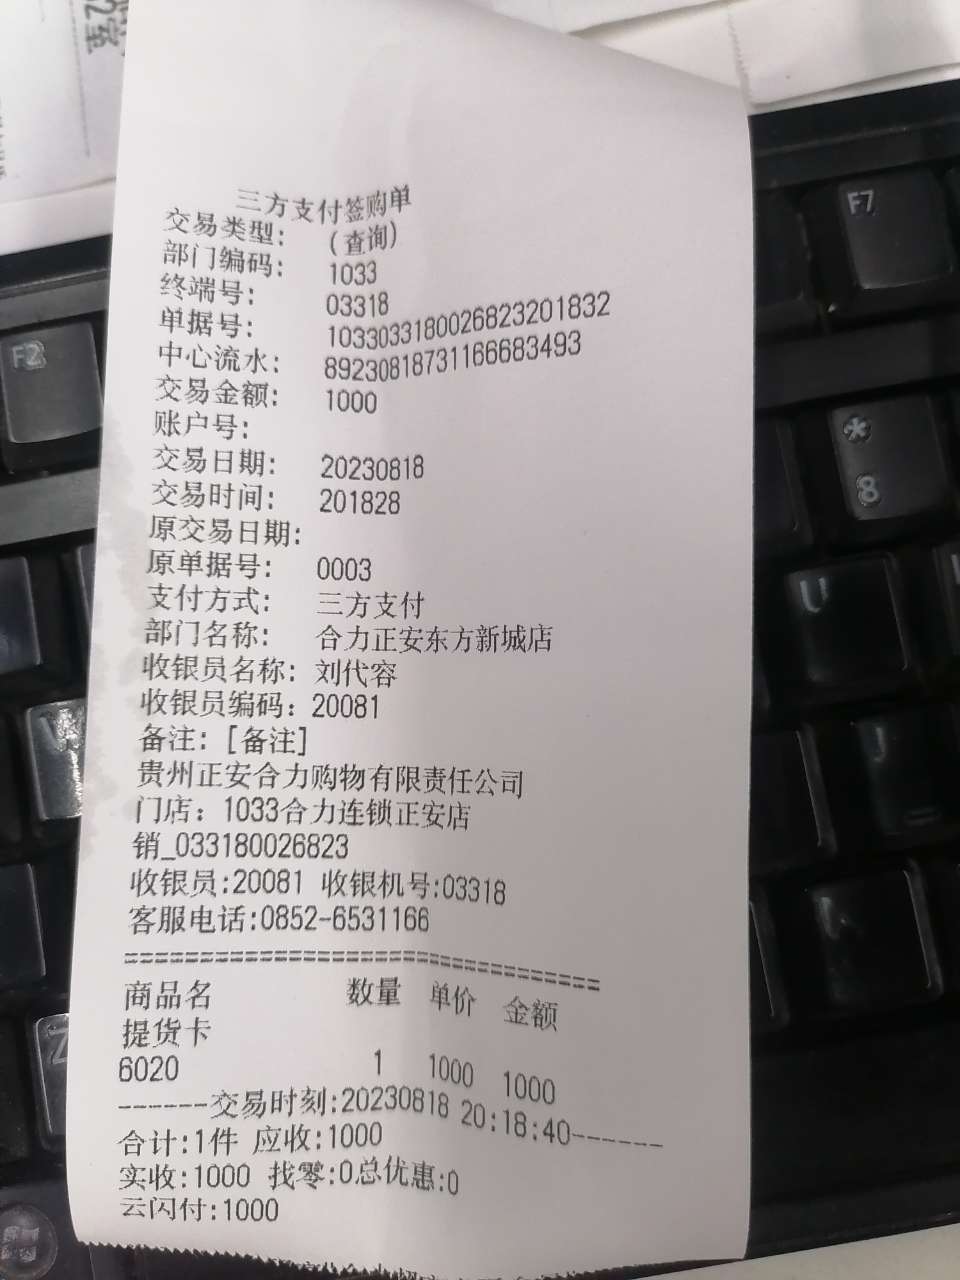 三方支付签购单
交易类型: (查询)
部门编码: 1033
终端号: 03318
单据号: 1033033180026823201832
中心流水: 89230818731166683493
交易金额: 1000
账户号:
交易日期: 20230818
交易时间: 201828
原交易日期:
原单据号: 0003
支付方式: 三方支付
部门名称: 合力正安东方新城店
收银员名称: 刘代容
收银员编码: 20081
备注: [备注]
贵州正安合力购物有限责任公司
门店: 1033合力连锁正安店
销_033180026823
收银员:20081 收银机号:03318
客服电话:0852-6531166
======================================
商品名 数量 单价 金额
提货卡
6020 1 1000 1000
------交易时刻:20230818 20:18:40------
合计:1件 应收:1000
实收:1000 找零:0总优惠:0
云闪付:1000
F7
F2
*
8
U
Z